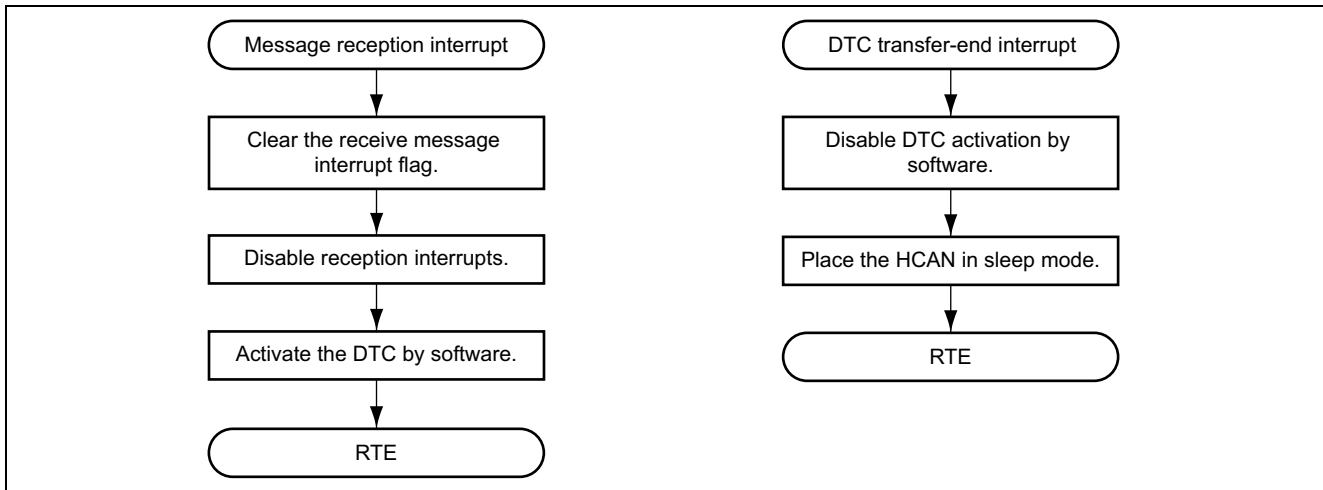 Message reception interrupt
Clear the receive message
interrupt flag.
Disable reception interrupts.
Activate the DTC by software.
RTE
DTC transfer-end interrupt
Disable DTC activation by
software.
Place the HCAN in sleep mode.
RTE